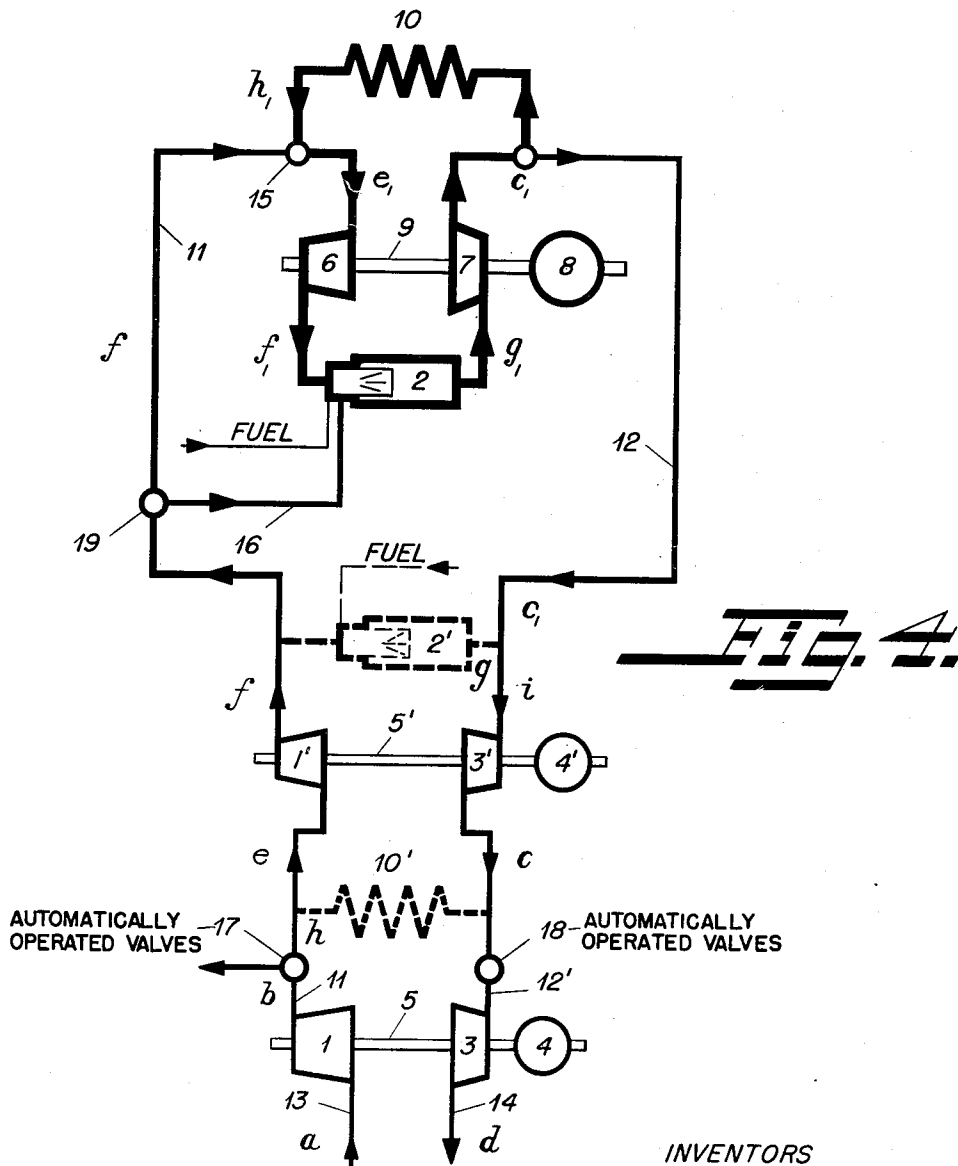 10
h₁
15
e₁
c₁
11
9
6
7
8
f
f₁
g₁
2
FUEL
12
19
16
FUEL
c₁
2'
g
FIG. 4.
f
i
5'
1'
3'
4'
e
c
10'
AUTOMATICALLY
OPERATED VALVES
17
h
18
AUTOMATICALLY
OPERATED VALVES
b
11
12'
5
1
3
4
13
14
a
d
INVENTORS